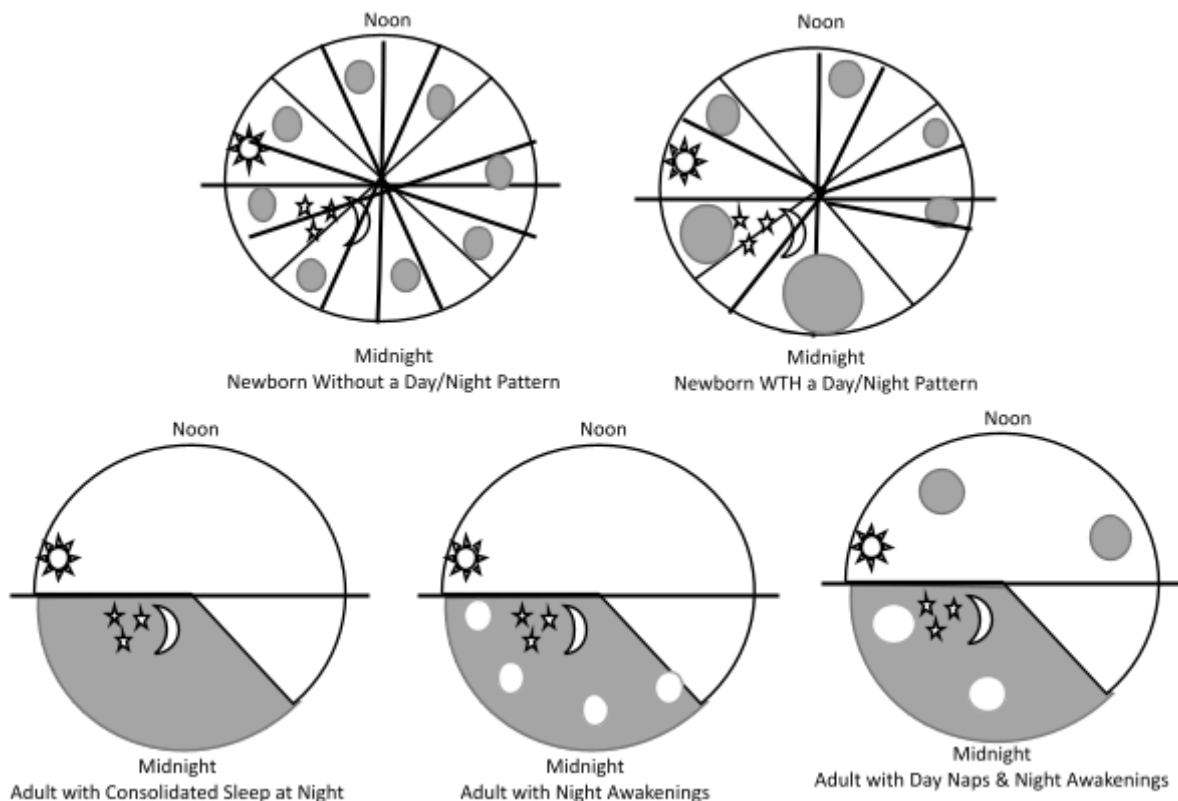 Noon
Midnight
Newborn Without a Day/Night Pattern
Noon
Midnight
Newborn WTH a Day/Night Pattern
Noon
Midnight
Adult with Consolidated Sleep at Night
Noon
Midnight
Adult with Night Awakenings
Noon
Midnight
Adult with Day Naps & Night Awakenings